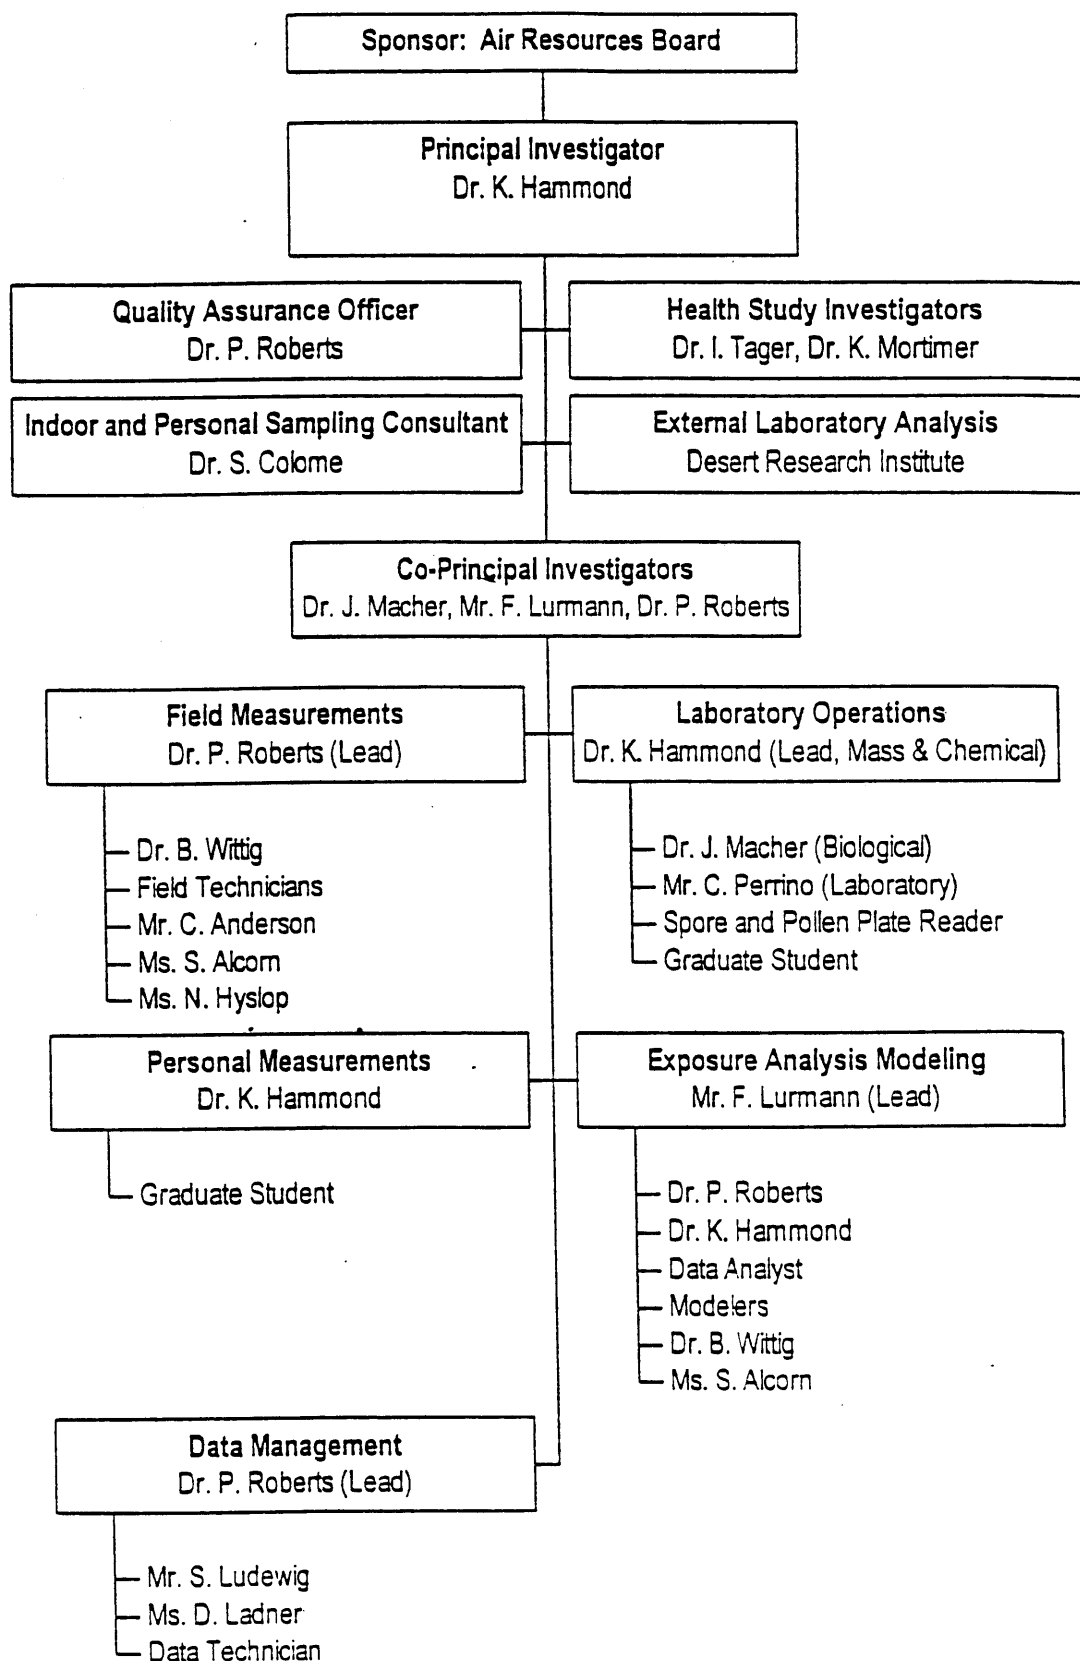 Sponsor: Air Resources Board
Principal Investigator
Dr. K. Hammond
Quality Assurance Officer
Dr. P. Roberts
Health Study Investigators
Dr. I. Tager, Dr. K. Mortimer
Indoor and Personal Sampling Consultant
Dr. S. Colome
External Laboratory Analysis
Desert Research Institute
Co-Principal Investigators
Dr. J. Macher, Mr. F. Lurmann, Dr. P. Roberts
Field Measurements
Dr. P. Roberts (Lead)
Dr. B. Wittig
Field Technicians
Mr. C. Anderson
Ms. S. Alcorn
Ms. N. Hyslop
Laboratory Operations
Dr. K. Hammond (Lead, Mass & Chemical)
Dr. J. Macher (Biological)
Mr. C. Perrino (Laboratory)
Spore and Pollen Plate Reader
Graduate Student
Personal Measurements
Dr. K. Hammond
Graduate Student
Exposure Analysis Modeling
Mr. F. Lurmann (Lead)
Dr. P. Roberts
Dr. K. Hammond
Data Analyst
Modelers
Dr. B. Wittig
Ms. S. Alcorn
Data Management
Dr. P. Roberts (Lead)
Mr. S. Ludewig
Ms. D. Ladner
Data Technician